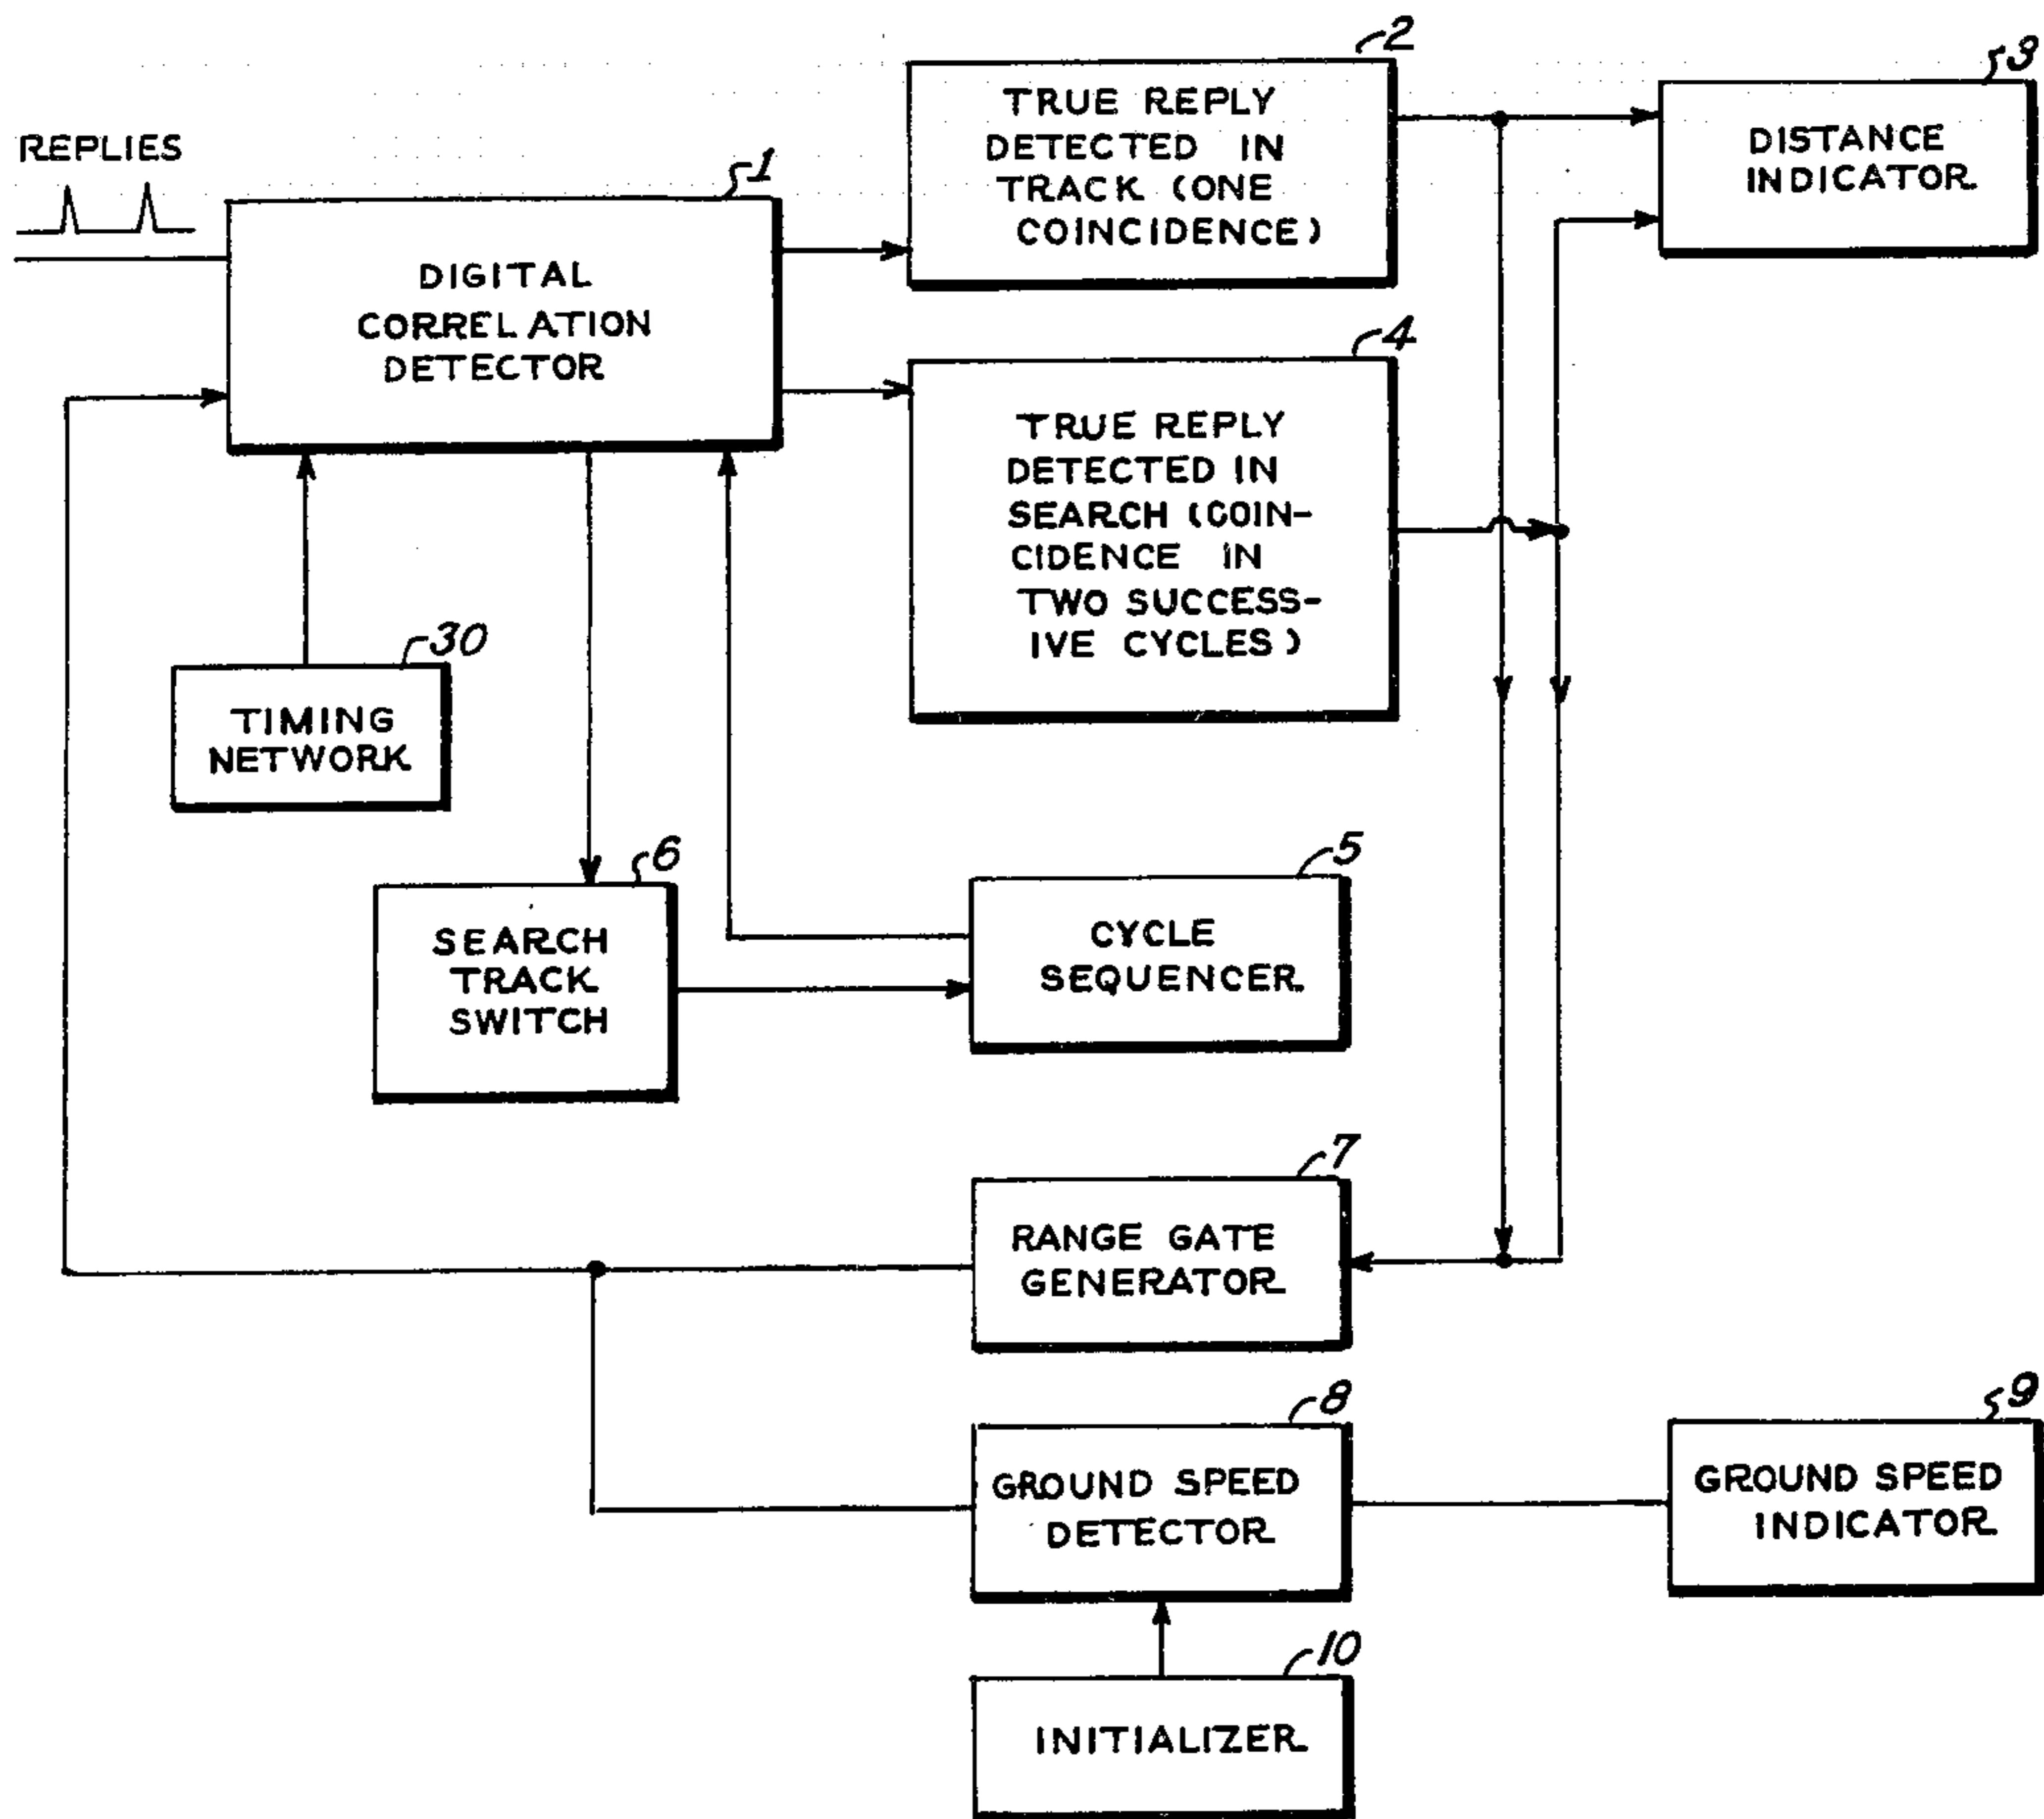 2
3
REPLIES
1
TRUE REPLY
DETECTED IN
TRACK (ONE
COINCIDENCE)
DISTANCE
INDICATOR
DIGITAL
CORRELATION
DETECTOR
4
TRUE REPLY
DETECTED IN
SEARCH (COIN-
CIDENCE IN
TWO SUCCESS-
IVE CYCLES)
30
TIMING
NETWORK
6
5
SEARCH
TRACK
SWITCH
CYCLE
SEQUENCER
7
RANGE GATE
GENERATOR
8
9
GROUND SPEED
DETECTOR
GROUND SPEED
INDICATOR
10
INITIALIZER